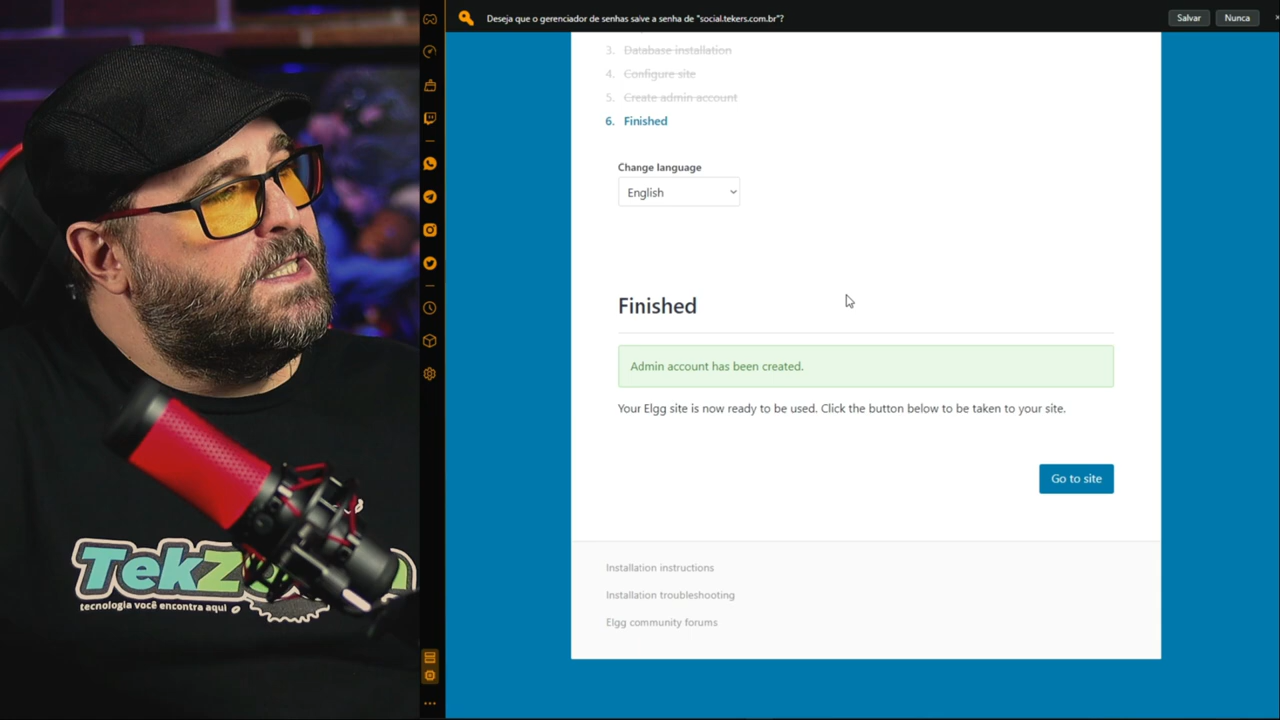 Deseja que o gerenciador de senhas salve a senha de "social.tekers.com.br"?
Salvar
Nunca
3. Database installation
4. Configure site
5. Create admin account
6. Finished
Change language
English
Finished
Admin account has been created.
Your Elgg site is now ready to be used. Click the button below to be taken to your site.
Go to site
Installation instructions
Installation troubleshooting
Elgg community forums
tecnologia você encontra aqui